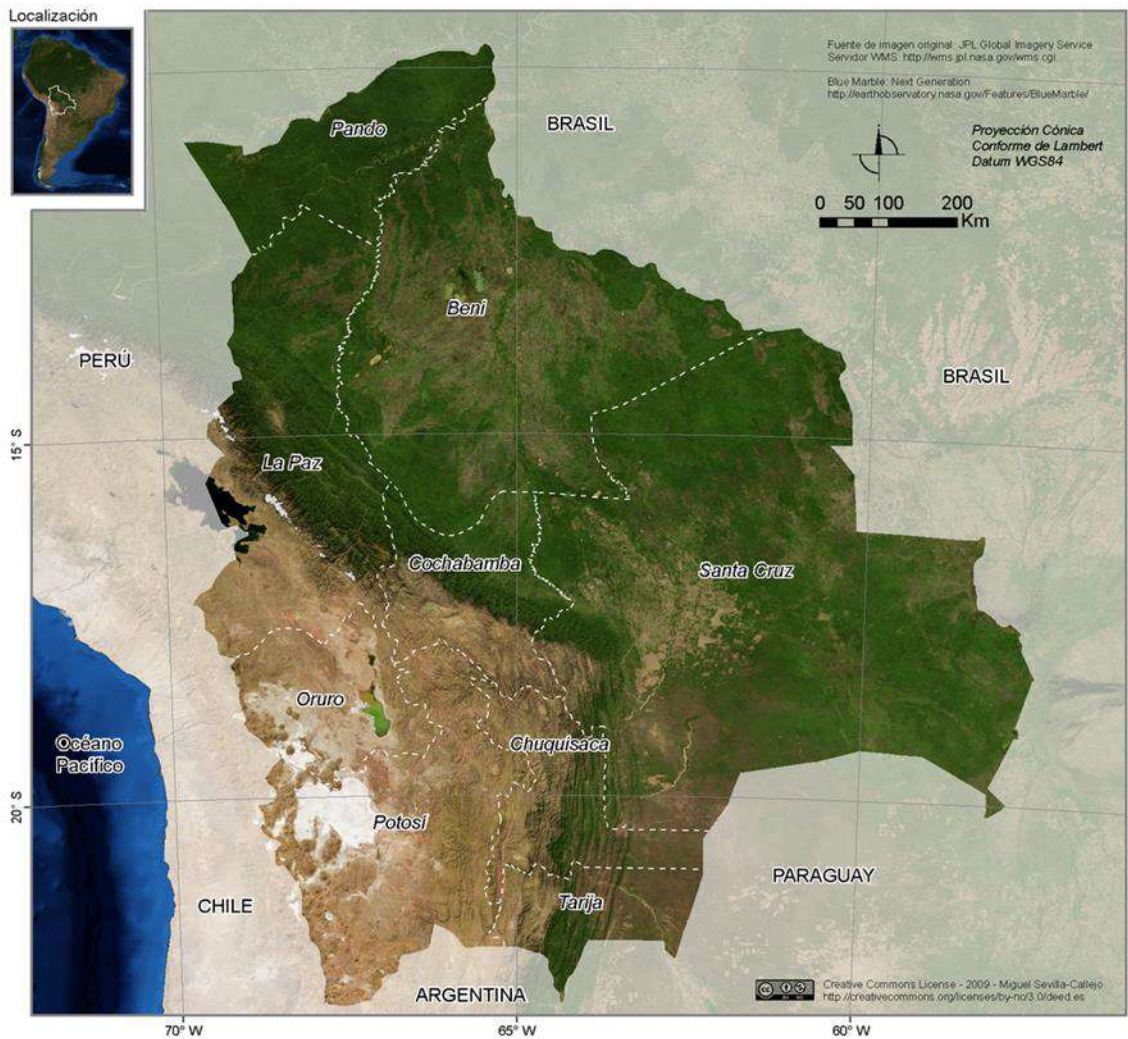 Localización
Fuente de imagen original: JPL Global Imagery Service
Servidor WMS: http://wms.jpl.nasa.gov/wms.cgi
Blue Marble: Next Generation
http://earthobservatory.nasa.gov/Features/BlueMarble/
Proyección Cónica
Conforme de Lambert
Datum WGS84
0 50 100 200
Km
BRASIL
Pando
Beni
PERÚ
BRASIL
15° S
La Paz
Cochabamba
Santa Cruz
Oruro
Océano
Pacífico
Chuquisaca
20° S
Potosí
PARAGUAY
Tarija
CHILE
ARGENTINA
Creative Commons License - 2009 - Miguel Sevilla-Callejo
http://creativecommons.org/licenses/by-nc/3.0/deed.es
70° W
65° W
60° W